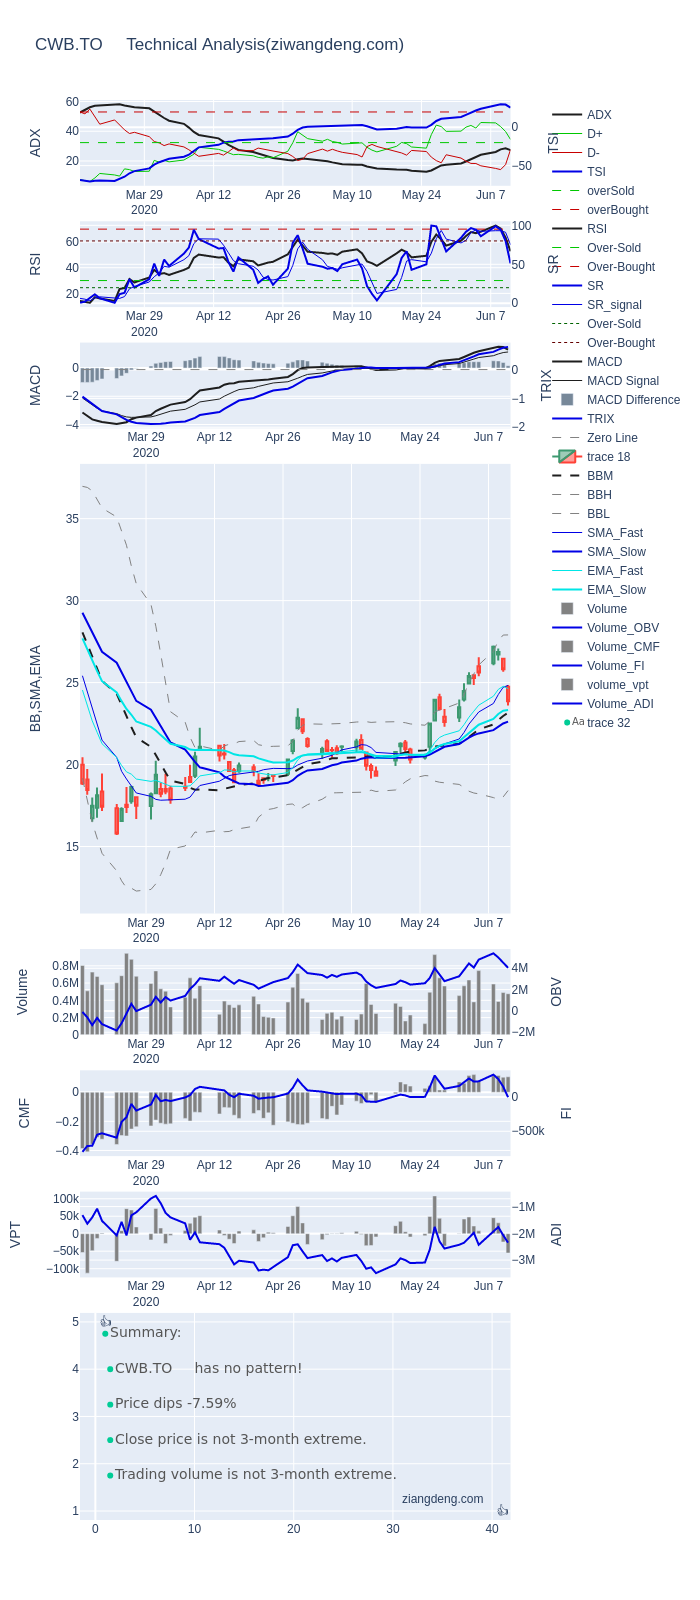 CWB.TO Technical Analysis(ziwangdeng.com)
ADX
60
40
20
0
−50
TSI
Mar 29
2020
Apr 12
Apr 26
May 10
May 24
Jun 7
RSI
60
40
20
100
50
0
SR
Mar 29
2020
Apr 12
Apr 26
May 10
May 24
Jun 7
MACD
0
−2
−4
0
−1
−2
TRIX
Mar 29
2020
Apr 12
Apr 26
May 10
May 24
Jun 7
BB,SMA,EMA
35
30
25
20
15
Mar 29
2020
Apr 12
Apr 26
May 10
May 24
Jun 7
Volume
0.8M
0.6M
0.4M
0.2M
0
4M
2M
0
−2M
OBV
Mar 29
2020
Apr 12
Apr 26
May 10
May 24
Jun 7
CMF
0
−0.2
−0.4
0
−500k
FI
Mar 29
2020
Apr 12
Apr 26
May 10
May 24
Jun 7
VPT
100k
50k
0
−50k
−100k
−1M
−2M
−3M
ADI
Mar 29
2020
Apr 12
Apr 26
May 10
May 24
Jun 7
5
4
3
2
1
Summary:
CWB.TO has no pattern!
Price dips -7.59%
Close price is not 3-month extreme.
Trading volume is not 3-month extreme.
ziangdeng.com
0
10
20
30
40
ADX
D+
D-
TSI
overSold
overBought
RSI
Over-Sold
Over-Bought
SR
SR_signal
Over-Sold
Over-Bought
MACD
MACD Signal
MACD Difference
TRIX
Zero Line
trace 18
BBM
BBH
BBL
SMA_Fast
SMA_Slow
EMA_Fast
EMA_Slow
Volume
Volume_OBV
Volume_CMF
Volume_FI
volume_vpt
Volume_ADI
Aa trace 32